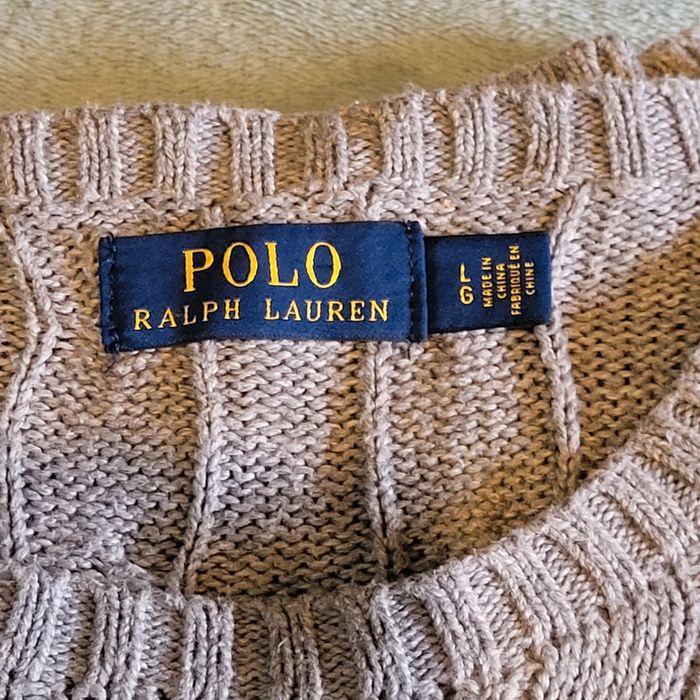 POLO
RALPH LAUREN
L
G
MADE IN
CHINA
FABRIQUÉ EN
CHINE